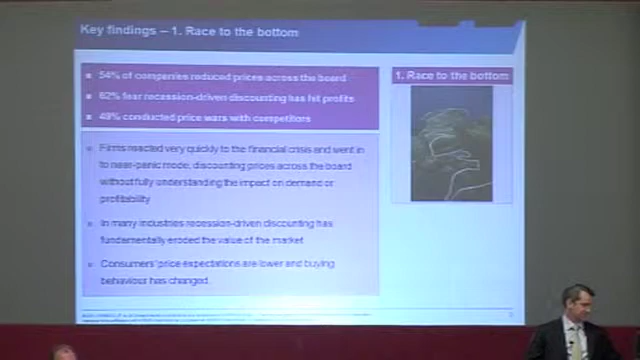 Key findings – 1. Race to the bottom
54% of companies reduced prices across the board
62% fear recession-driven discounting has hit profits
49% conducted price wars with competitors
1. Race to the bottom
Firms reacted very quickly to the financial crisis and went in
to near-panic mode, discounting prices across the board
without fully understanding the impact on demand or
profitability
In many industries recession-driven discounting has
fundamentally eroded the value of the market
Consumers' price expectations are lower and buying
behaviour has changed.